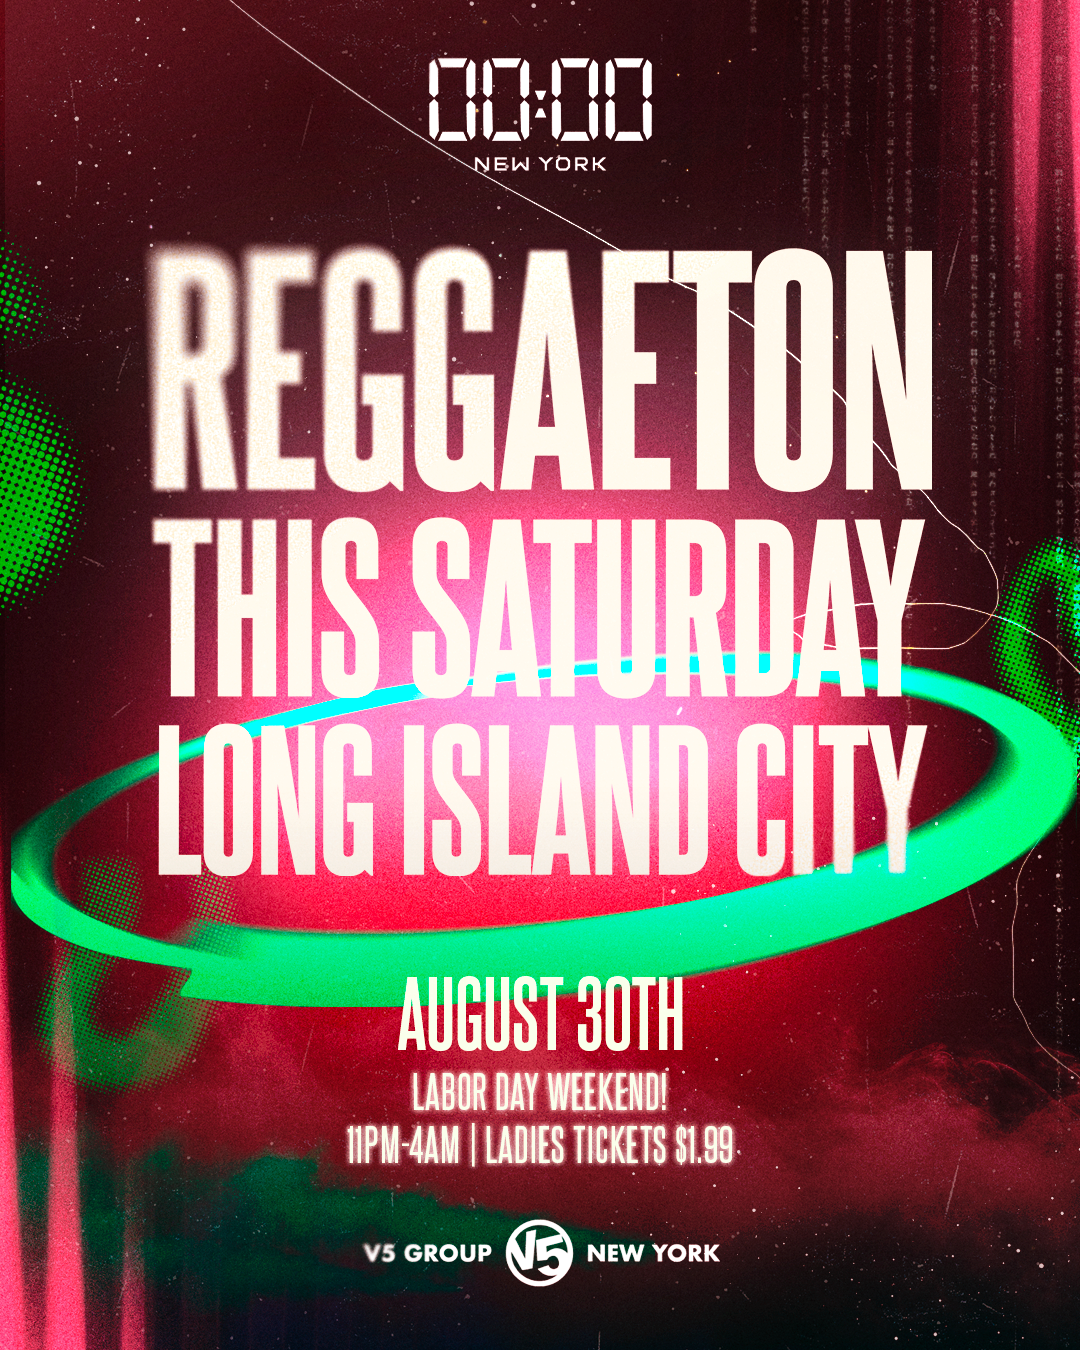 00:00
NEW YORK
REGGAETON
THIS SATURDAY
LONG ISLAND CITY
AUGUST 30TH
LABOR DAY WEEKEND!
11PM-4AM | LADIES TICKETS $1.99
V5 GROUP V5 NEW YORK